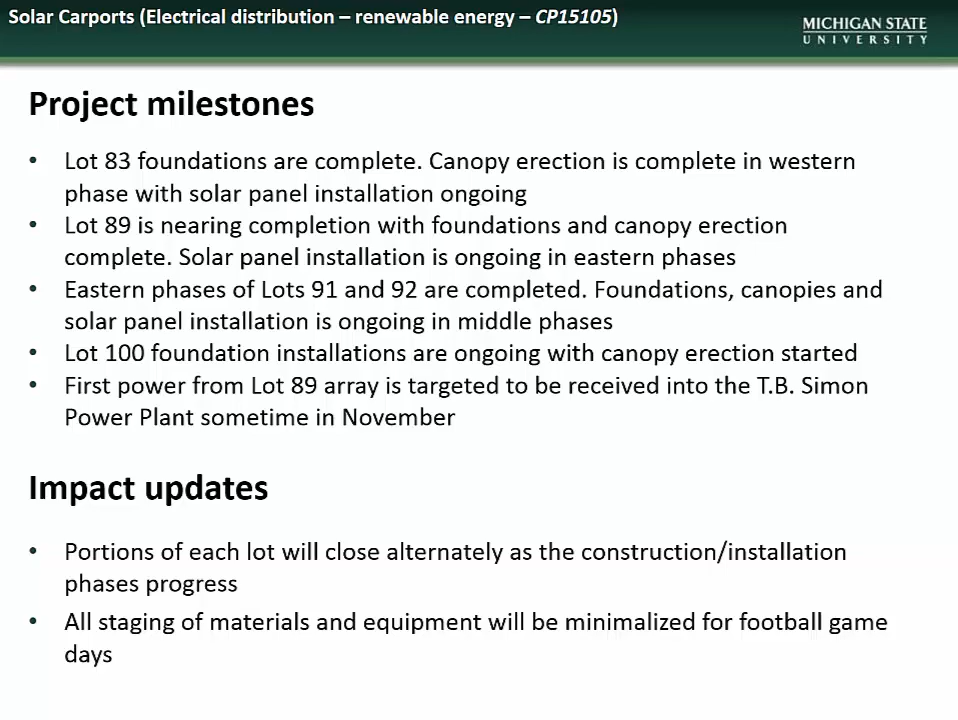 Solar Carports (Electrical distribution – renewable energy – CP15105)
MICHIGAN STATE
UNIVERSITY
Project milestones
• Lot 83 foundations are complete. Canopy erection is complete in western
phase with solar panel installation ongoing
• Lot 89 is nearing completion with foundations and canopy erection
complete. Solar panel installation is ongoing in eastern phases
• Eastern phases of Lots 91 and 92 are completed. Foundations, canopies and
solar panel installation is ongoing in middle phases
• Lot 100 foundation installations are ongoing with canopy erection started
• First power from Lot 89 array is targeted to be received into the T.B. Simon
Power Plant sometime in November
Impact updates
• Portions of each lot will close alternately as the construction/installation
phases progress
• All staging of materials and equipment will be minimalized for football game
days